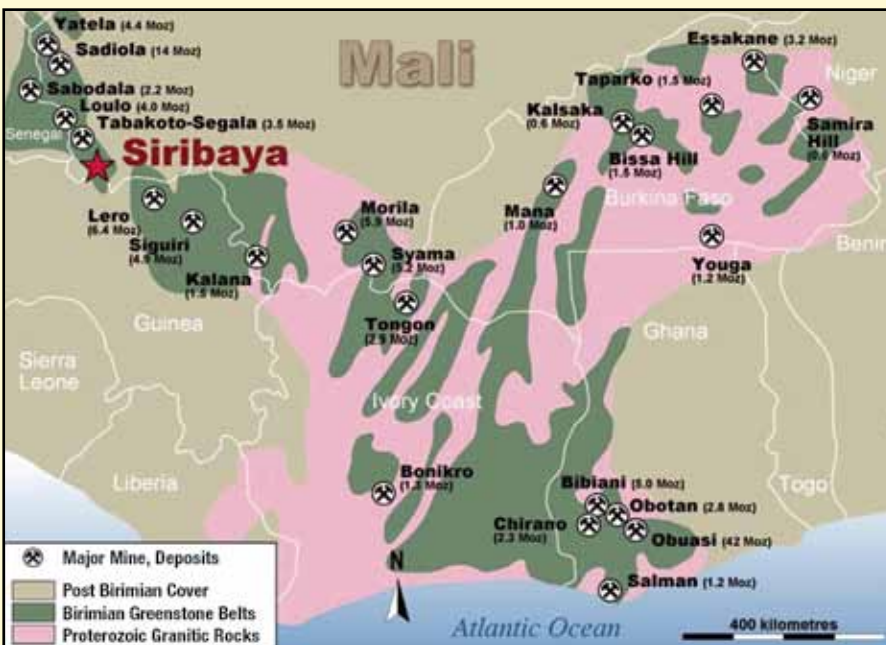 Yatela (4.4 Moz)
Sadiola (14 Moz)
Sabodala (2.2 Moz)
Loulo (4.0 Moz)
Senegal
Tabakoto-Segala (3.5 Moz)
Siribaya
Mali
Essakane (3.2 Moz)
Niger
Taparko (1.5 Moz)
Kalsaka
(0.6 Moz)
Samira
Hill
Bissa Hill
(1.5 Moz)
Burkina Faso
Mana
(1.0 Moz)
Benin
Youga
(1.2 Moz)
Lero
(6.4 Moz)
Siguiri
(4.9 Moz)
Kalana
(1.5 Moz)
Morila
(5.9 Moz)
Syama
(5.2 Moz)
Tongon
(2.9 Moz)
Guinea
Ghana
Sierra
Leone
Ivory Coast
Liberia
Togo
Bonikro
Bibiani (5.0 Moz)
Obotan (2.8 Moz)
Chirano
(2.3 Moz)
Obuasi (42 Moz)
Salman (1.2 Moz)
N
Atlantic Ocean
400 kilometres
Major Mine, Deposits
Post Birimian Cover
Birimian Greenstone Belts
Proterozoic Granitic Rocks